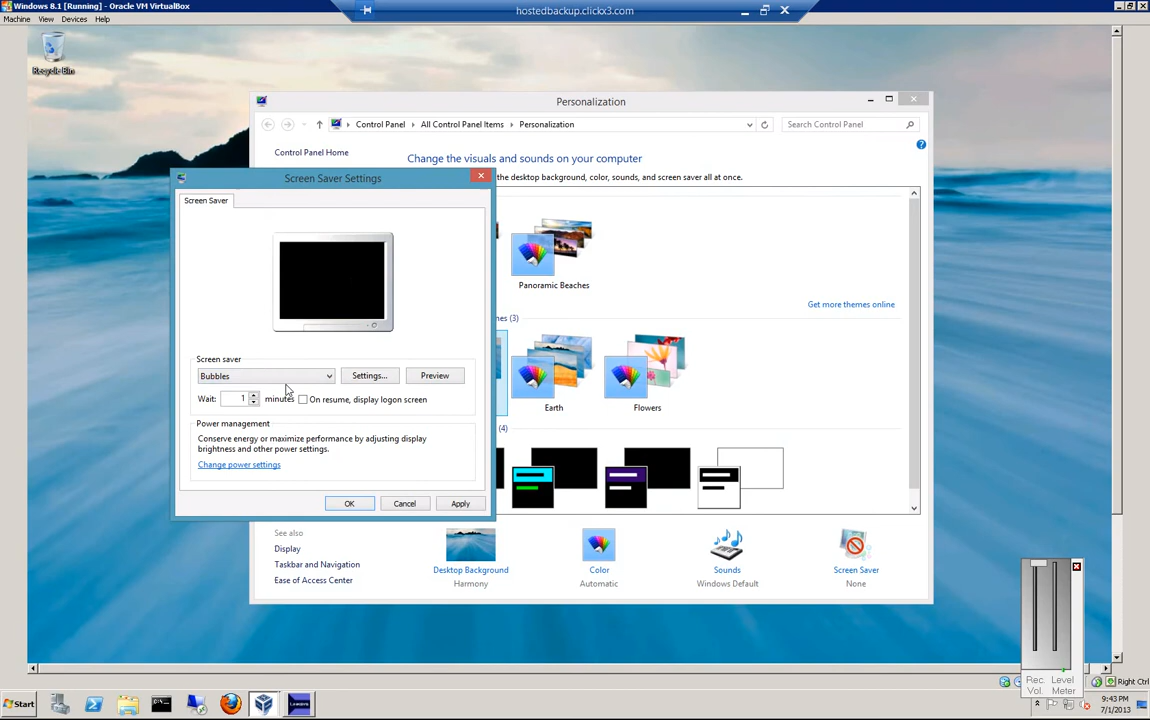 Windows 8.1 [Running] - Oracle VM VirtualBox
hostedbackup.clickx3.com
Machine View Devices Help
Recycle Bin
Personalization
Control Panel All Control Panel Items Personalization
Search Control Panel
Control Panel Home
Change the visuals and sounds on your computer
the desktop background, color, sounds, and screen saver all at once.
Screen Saver Settings
Screen Saver
Panoramic Beaches
Get more themes online
nes (3)
Screen saver
Bubbles
Settings...
Preview
Wait: 1 minutes On resume, display logon screen
Earth
Flowers
Power management
(4)
Conserve energy or maximize performance by adjusting display
brightness and other power settings.
Change power settings
OK
Cancel
Apply
See also
Display
Taskbar and Navigation
Ease of Access Center
Desktop Background
Harmony
Color
Automatic
Sounds
Windows Default
Screen Saver
None
Rec. Level
Vol. Meter
Right Ctrl
Start
Lenovo
9:43 PM
7/1/2013